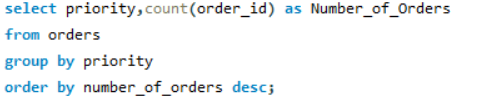 select priority,count(order_id) as Number_of_Orders
from orders
group by priority
order by number_of_orders desc;